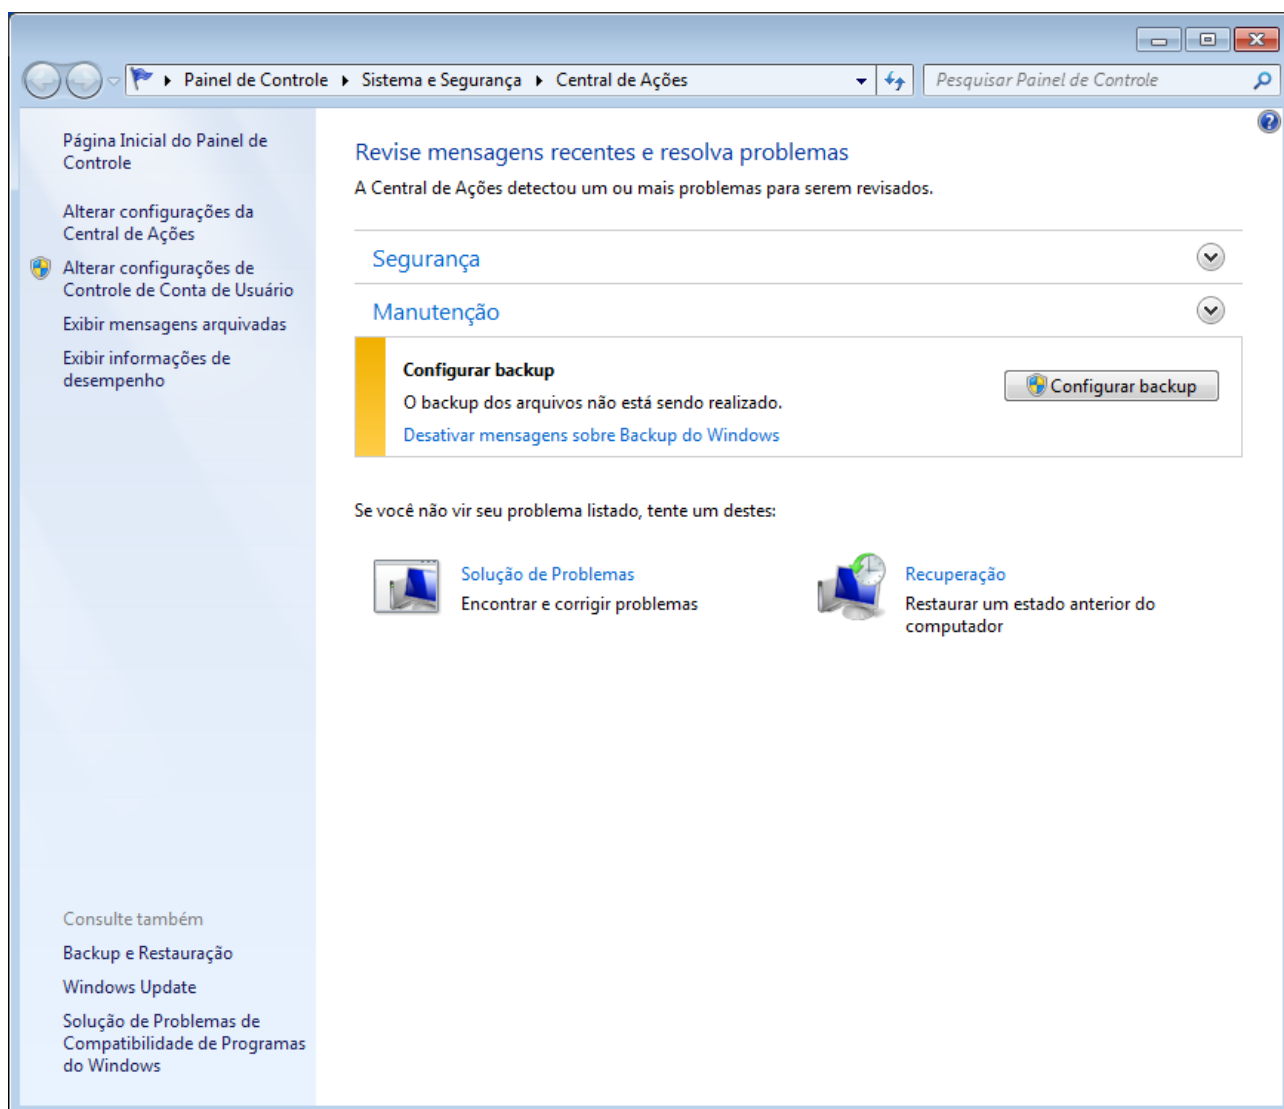 Painel de Controle Sistema e Segurança Central de Ações
Pesquisar Painel de Controle
Página Inicial do Painel de
Controle
Alterar configurações da
Central de Ações
Alterar configurações de
Controle de Conta de Usuário
Exibir mensagens arquivadas
Exibir informações de
desempenho
Consulte também
Backup e Restauração
Windows Update
Solução de Problemas de
Compatibilidade de Programas
do Windows
Revise mensagens recentes e resolva problemas
A Central de Ações detectou um ou mais problemas para serem revisados.
Segurança
Manutenção
Configurar backup
O backup dos arquivos não está sendo realizado.
Desativar mensagens sobre Backup do Windows
Configurar backup
Se você não vir seu problema listado, tente um destes:
Solução de Problemas
Encontrar e corrigir problemas
Recuperação
Restaurar um estado anterior do
computador